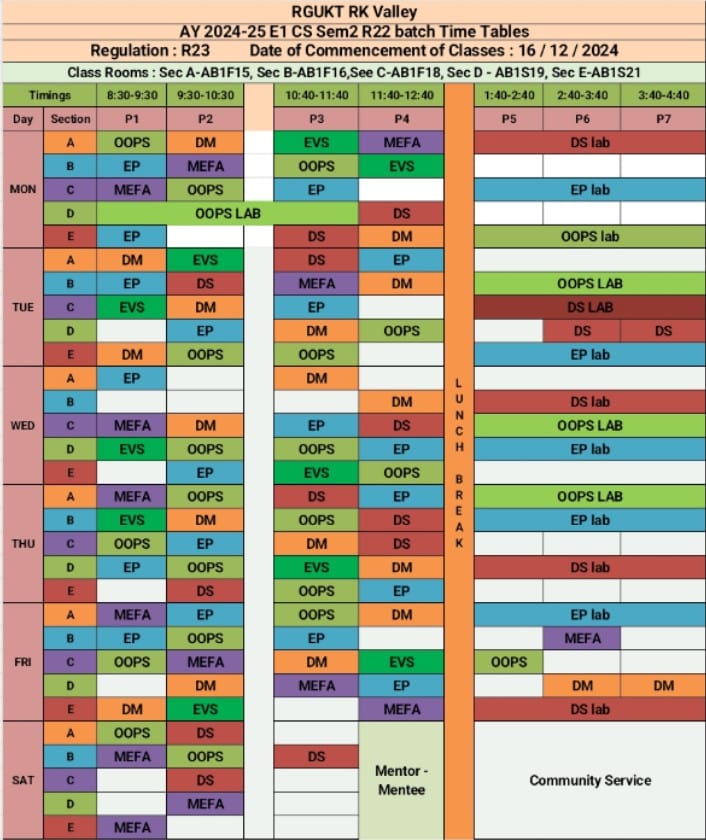 RGUKT RK Valley
AY 2024-25 E1 CS Sem2 R22 batch Time Tables
Regulation : R23 Date of Commencement of Classes : 16 / 12 / 2024
Class Rooms : Sec A-AB1F15, Sec B-AB1F16,See C-AB1F18, Sec D - AB1S19, Sec E-AB1S21
Timings 8:30-9:30 9:30-10:30 10:40-11:40 11:40-12:40 1:40-2:40 2:40-3:40 3:40-4:40
Day Section P1 P2 P3 P4 P5 P6 P7
MON
A OOPS DM EVS MEFA DS lab
B EP MEFA OOPS EVS
C MEFA OOPS EP EP lab
D OOPS LAB DS
E EP DS DM OOPS lab
TUE
A DM EVS DS EP
B EP DS MEFA DM OOPS LAB
C EVS DM EP DS LAB
D EP DM OOPS DS DS
E DM OOPS OOPS EP lab
WED
A EP DM
B DM DS lab
C MEFA DM EP DS OOPS LAB
D EVS OOPS OOPS EP EP lab
E EP EVS OOPS
LUNCH BREAK
THU
A MEFA OOPS DS EP OOPS LAB
B EVS DM OOPS DS EP lab
C OOPS EP DM DS
D EP OOPS EVS DM DS lab
E DS OOPS EP
FRI
A MEFA EP OOPS DM EP lab
B EP OOPS EP MEFA
C OOPS MEFA DM EVS OOPS
D DM MEFA EP DM DM
E DM EVS MEFA DS lab
SAT
A OOPS DS
B MEFA OOPS DS
C DS
D MEFA
E MEFA
Mentor -
Mentee
Community Service